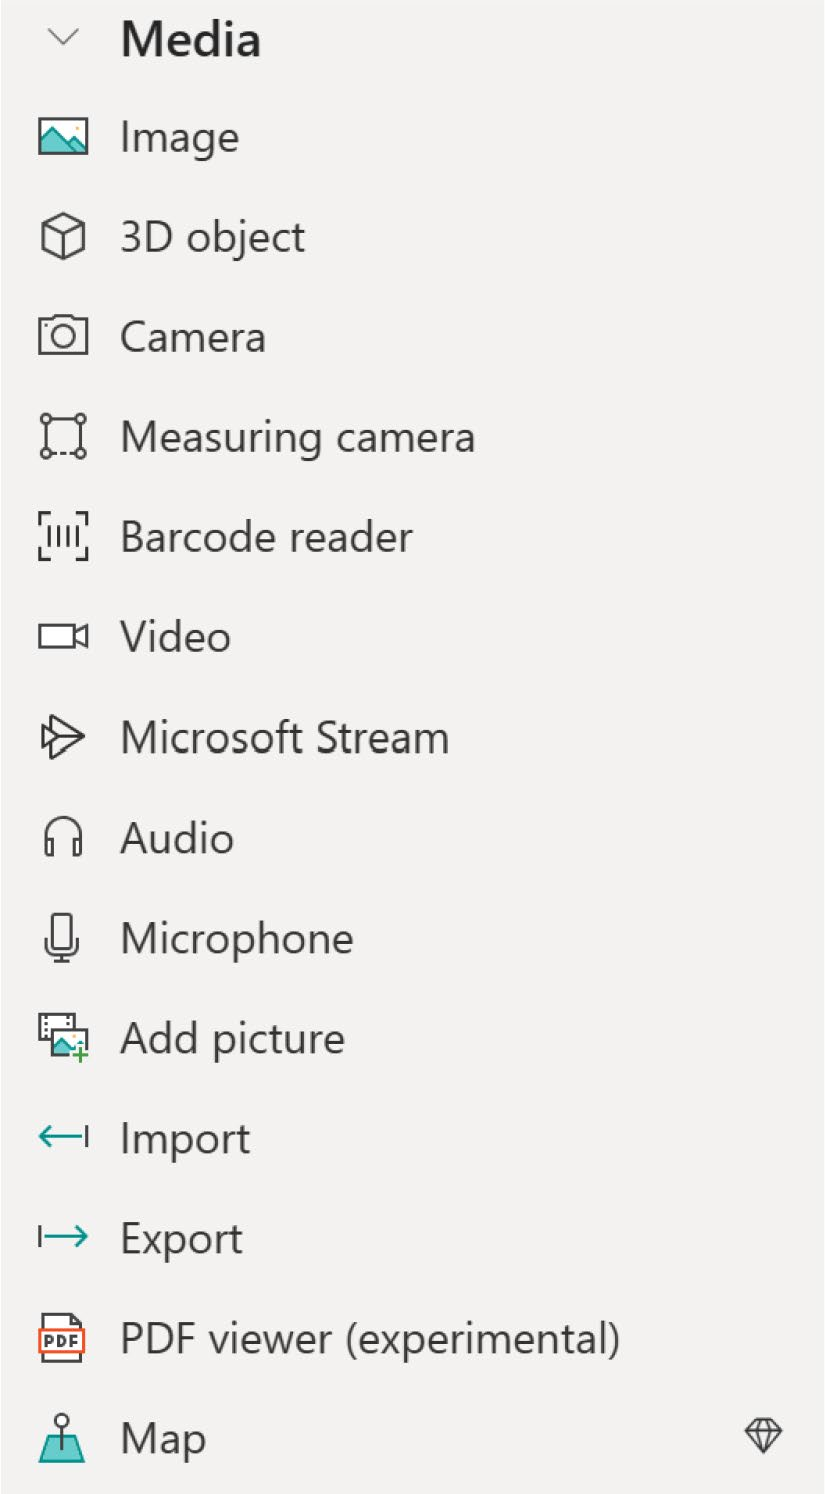 Media
Image
3D object
Camera
Measuring camera
Barcode reader
Video
Microsoft Stream
Audio
Microphone
Add picture
Import
Export
PDF PDF viewer (experimental)
Map